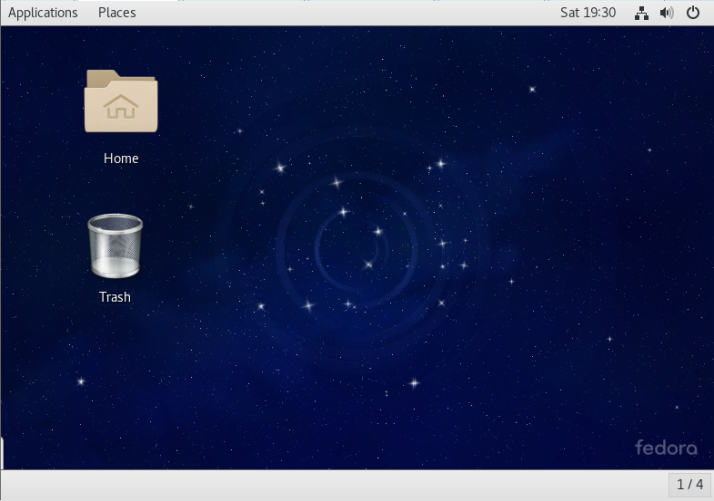 Applications Places Sat 19:30
Home
Trash
fedora
1 / 4